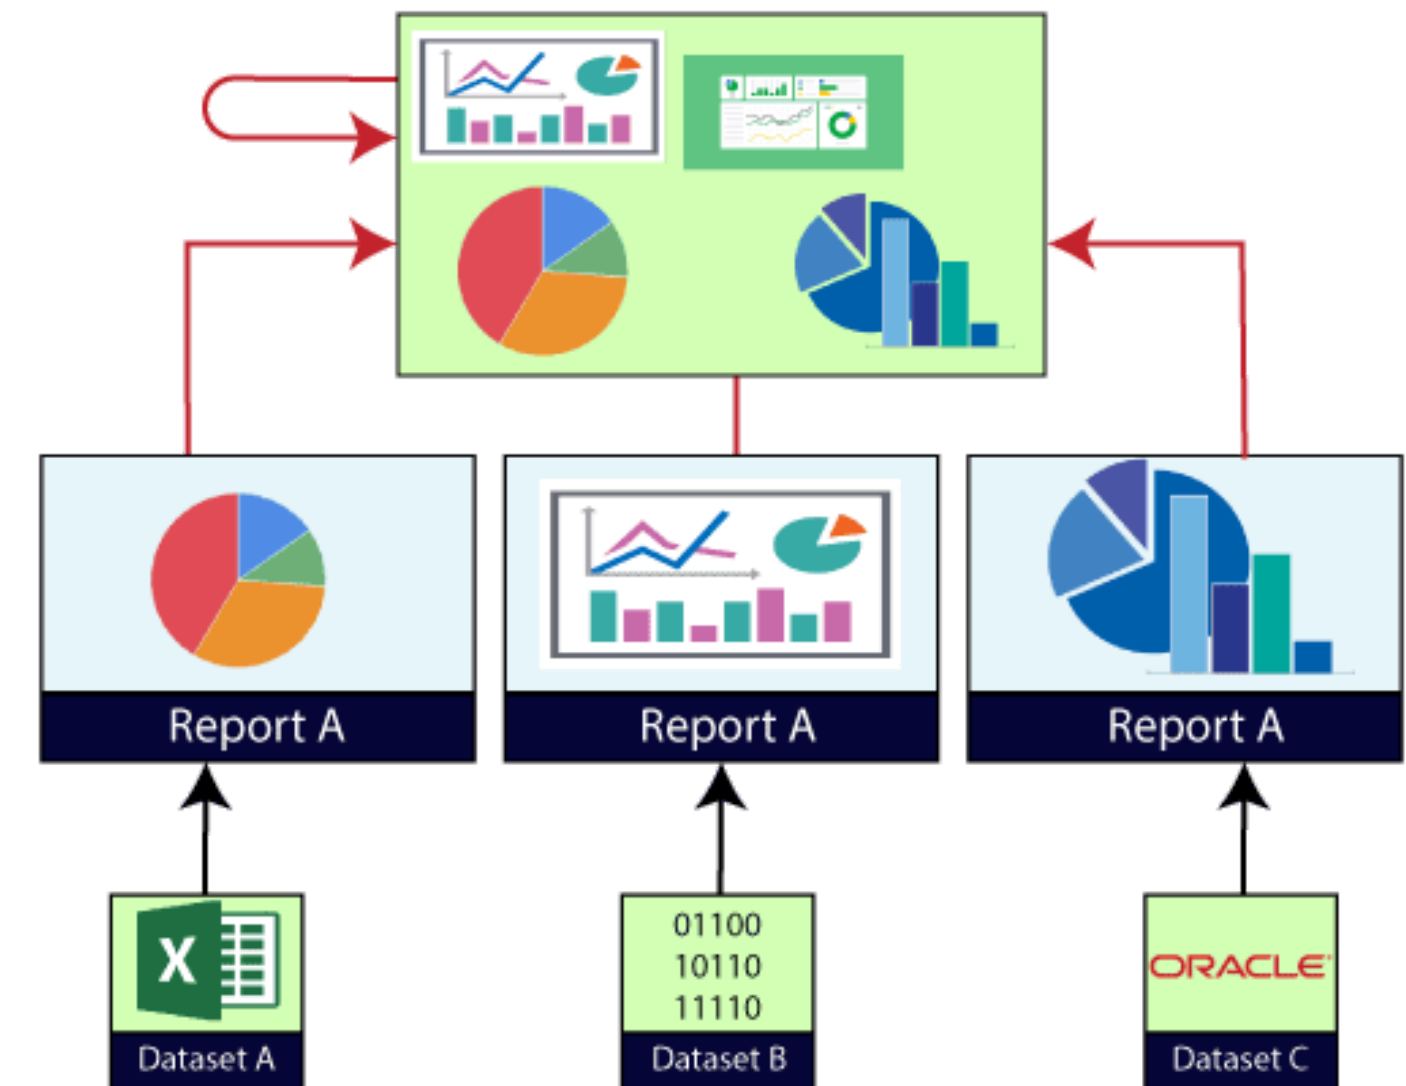 Report A
Report A
Report A
X
01100
10110
11110
ORACLE
Dataset A
Dataset B
Dataset C